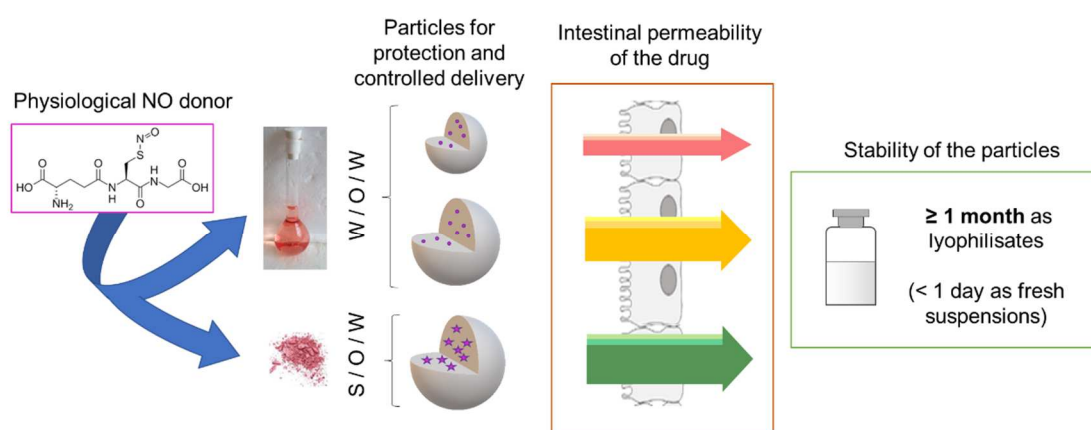 Physiological NO donor
O
N
S
O
O
O
HO
N
H
HN
OH
NH₂
O
Particles for
protection and
controlled delivery
W / O / W
S / O / W
Intestinal permeability
of the drug
Stability of the particles
≥ 1 month as
lyophilisates
(< 1 day as fresh
suspensions)